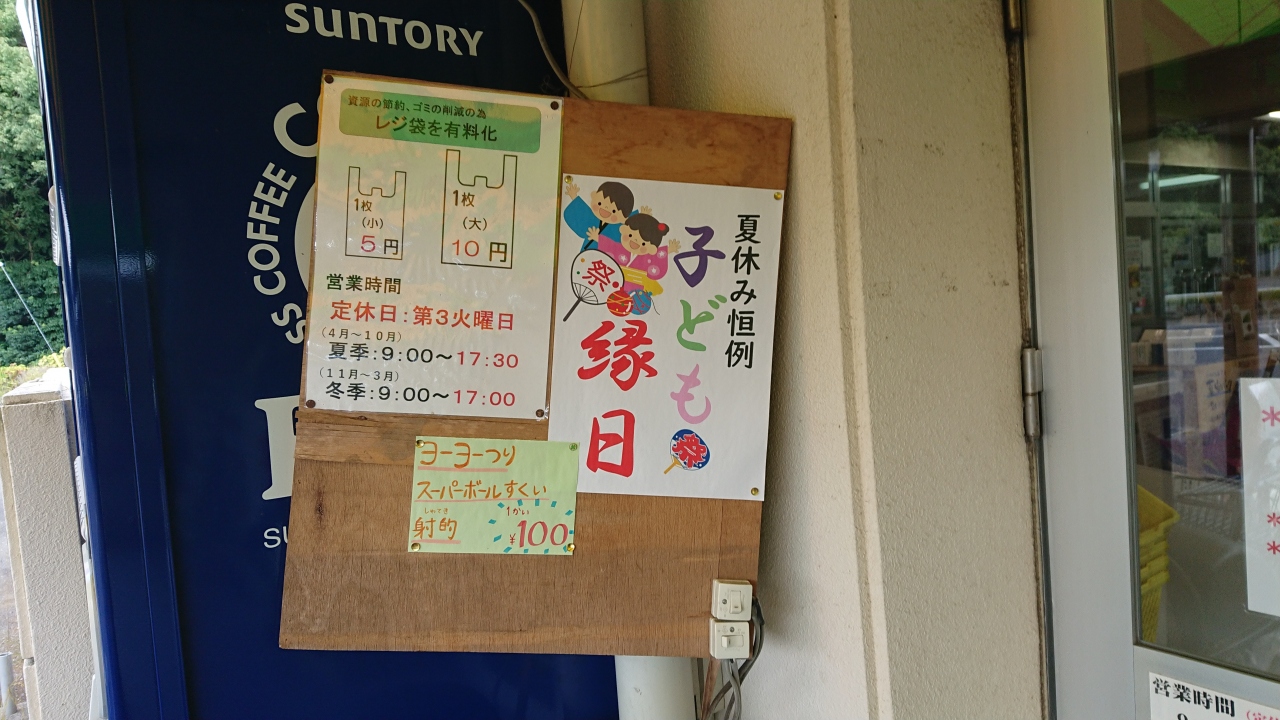 SUNTORY
COFFEE
資源の節約、ゴミの削減の為
レジ袋を有料化
1枚
(小)
5円
1枚
(大)
10円
営業時間
定休日:第3火曜日
(4月～10月)
夏季:9:00～17:30
(11月～3月)
冬季:9:00～17:00
夏休み恒例
子ども
縁日
祭
祭
ヨーヨーつり
スーパーボールすくい
しゃてき
射的
1かい
¥100
営業時間